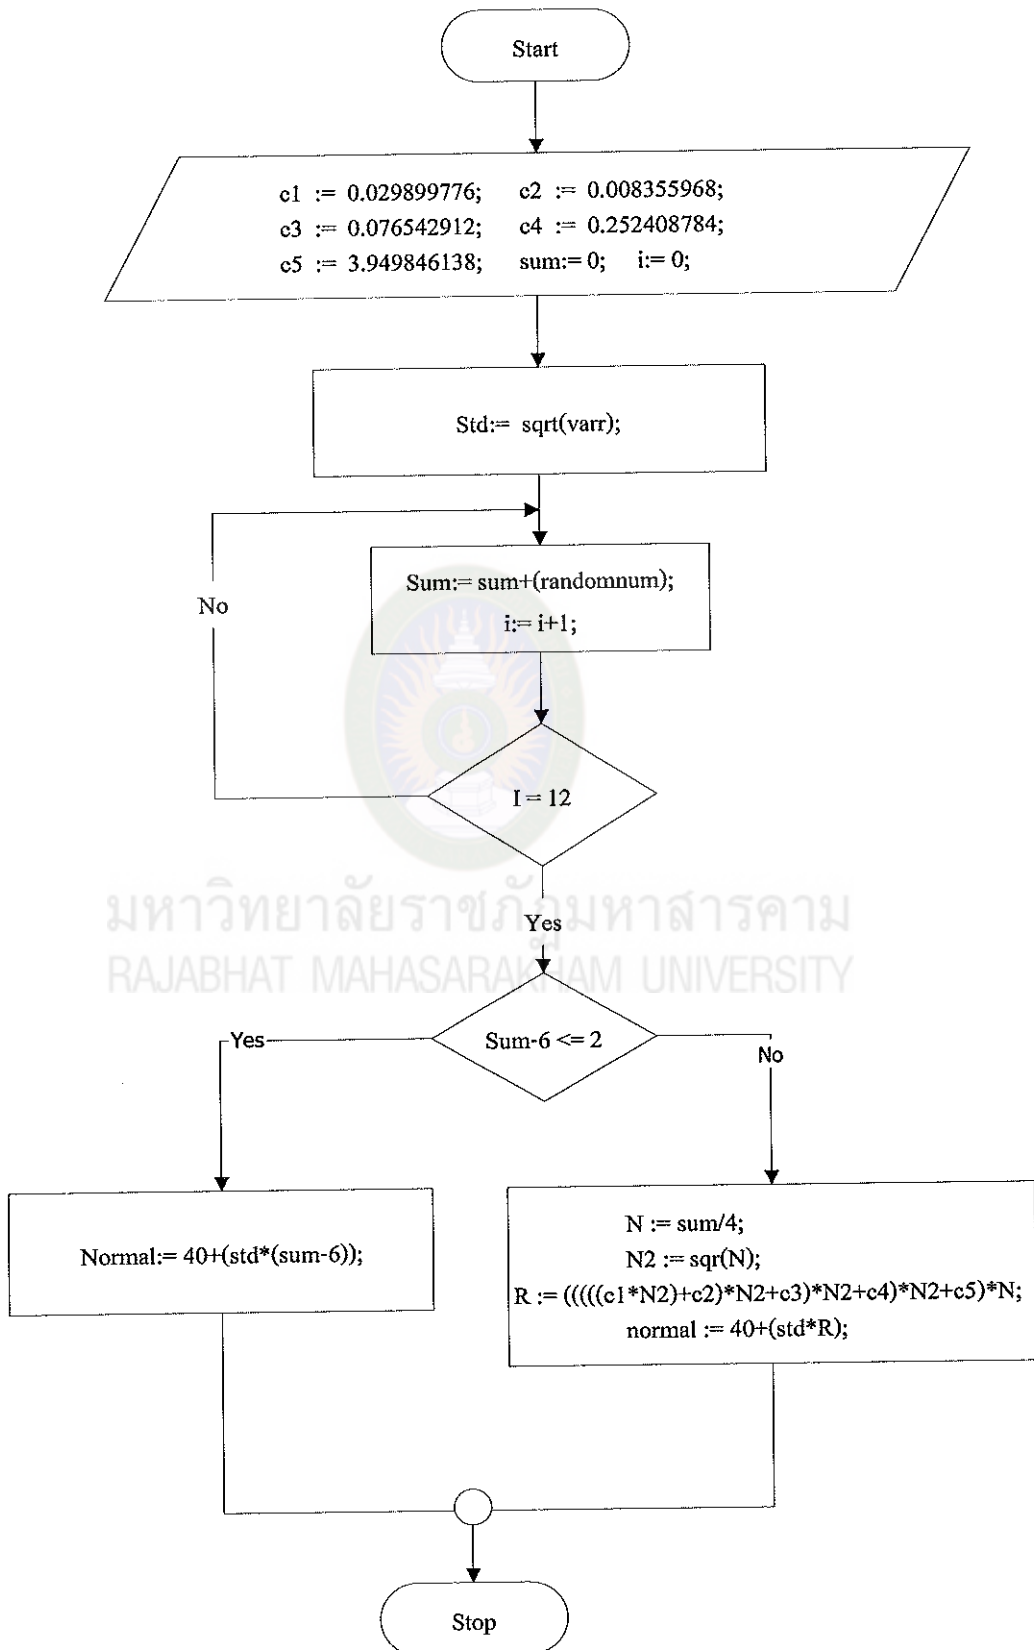 Start
c1 := 0.029899776; c2 := 0.008355968;
c3 := 0.076542912; c4 := 0.252408784;
c5 := 3.949846138; sum:= 0; i:= 0;
Std:= sqrt(varr);
No
Sum:= sum+(randomnum);
i:= i+1;
I = 12
มหาวิทยาลัยราชภัฏมหาสารคาม
Yes
RAJABHAT MAHASARAKHAM UNIVERSITY
Yes
Sum-6 <= 2
No
Normal:= 40+(std*(sum-6));
N := sum/4;
N2 := sqr(N);
R := (((((c1*N2)+c2)*N2+c3)*N2+c4)*N2+c5)*N;
normal := 40+(std*R);
Stop